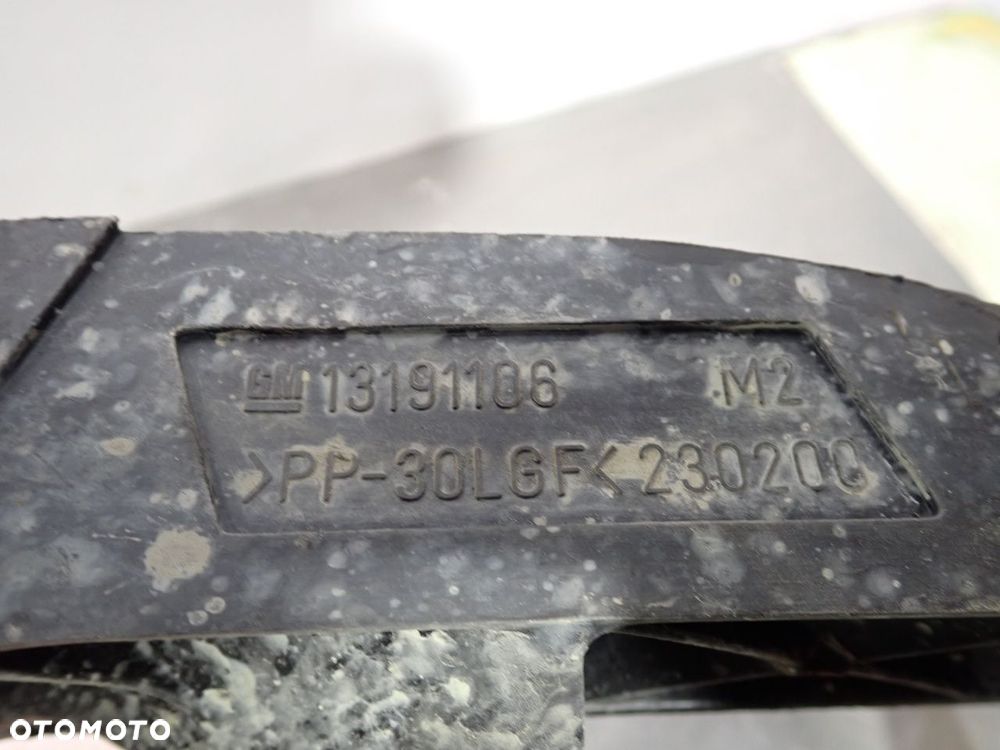 GM 13191106 M2
>PP-30LGF< 230200
OTOMOTO